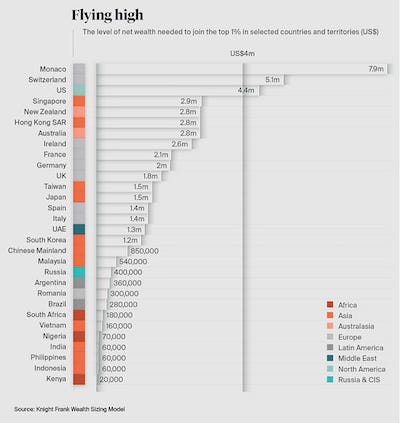 Flying high
The level of net wealth needed to join the top 1% in selected countries and territories (US$)
US$4m
Monaco 7.9m
Switzerland 5.1m
US 4.4m
Singapore 2.9m
New Zealand 2.8m
Hong Kong SAR 2.8m
Australia 2.8m
Ireland 2.6m
France 2.1m
Germany 2m
UK 1.8m
Taiwan 1.5m
Japan 1.5m
Spain 1.4m
Italy 1.4m
UAE 1.3m
South Korea 1.2m
Chinese Mainland 850,000
Malaysia 540,000
Russia 400,000
Argentina 360,000
Romania 300,000
Brazil 280,000
South Africa 180,000
Vietnam 160,000
Nigeria 70,000
India 60,000
Philippines 60,000
Indonesia 60,000
Kenya 20,000
Africa
Asia
Australasia
Europe
Latin America
Middle East
North America
Russia & CIS
Source: Knight Frank Wealth Sizing Model